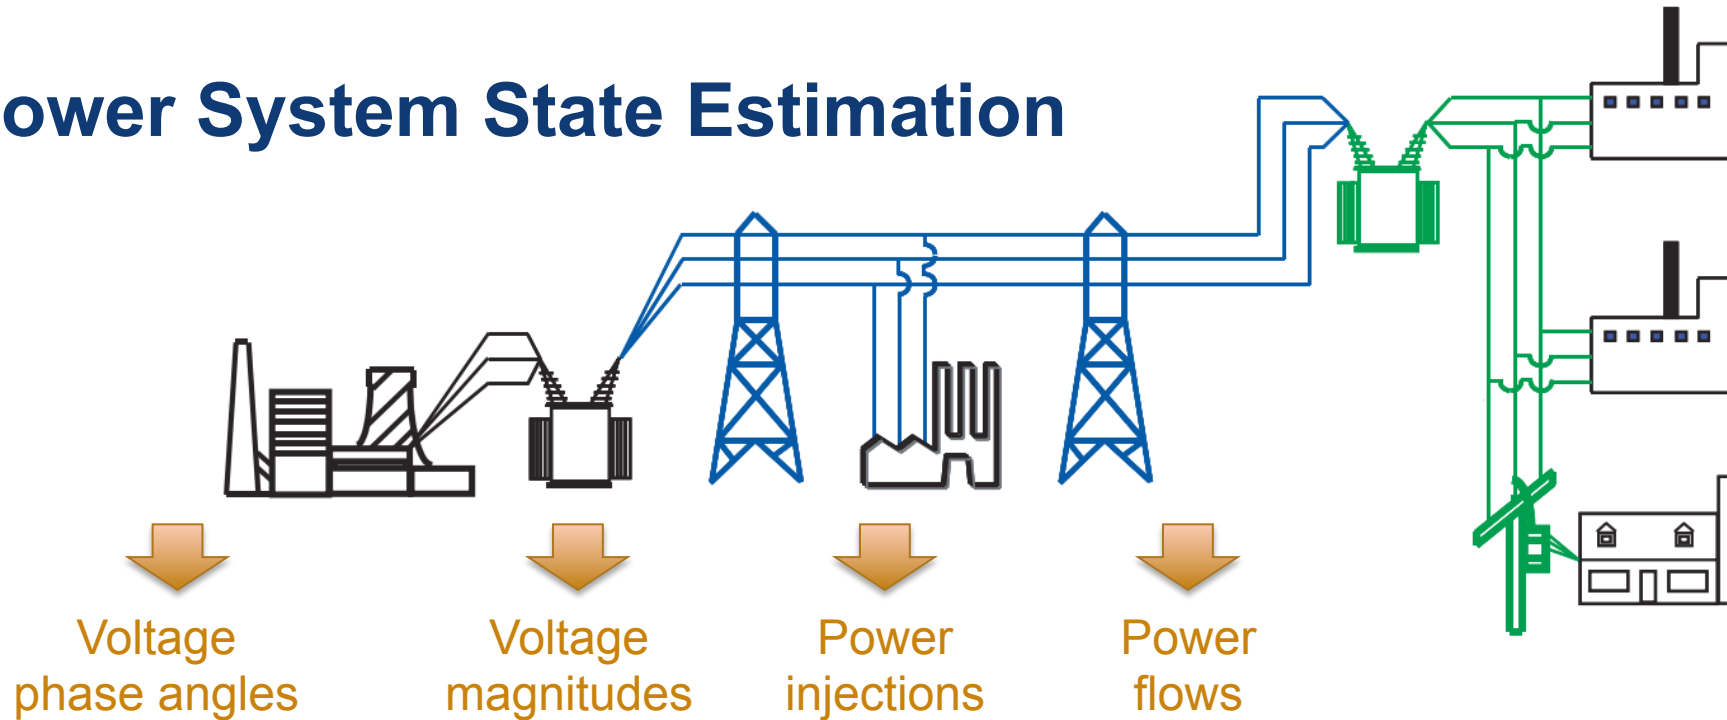 ower System State Estimation
Voltage
phase angles
Voltage
magnitudes
Power
injections
Power
flows